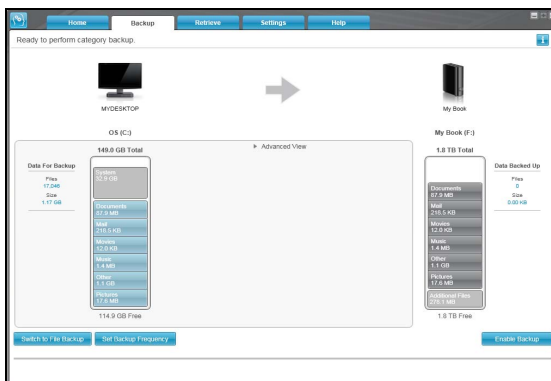 Home Backup Retrieve Settings Help
Ready to perform category backup.
MYDESKTOP
My Book
OS (C:)
My Book (F:)
149.0 GB Total
Advanced View
1.8 TB Total
Data For Backup
Files
17,046
Size
1.17 GB
System
32.9 GB
Documents
87.9 MB
Mail
216.5 KB
Movies
12.0 KB
Music
1.4 MB
Other
1.1 GB
Pictures
17.6 MB
114.9 GB Free
Documents
87.9 MB
Mail
216.5 KB
Movies
12.0 KB
Music
1.4 MB
Other
1.1 GB
Pictures
17.6 MB
Additional Files
276.1 MB
1.8 TB Free
Data Backed Up
Files
0
Size
0.00 KB
Switch to File Backup
Set Backup Frequency
Enable Backup